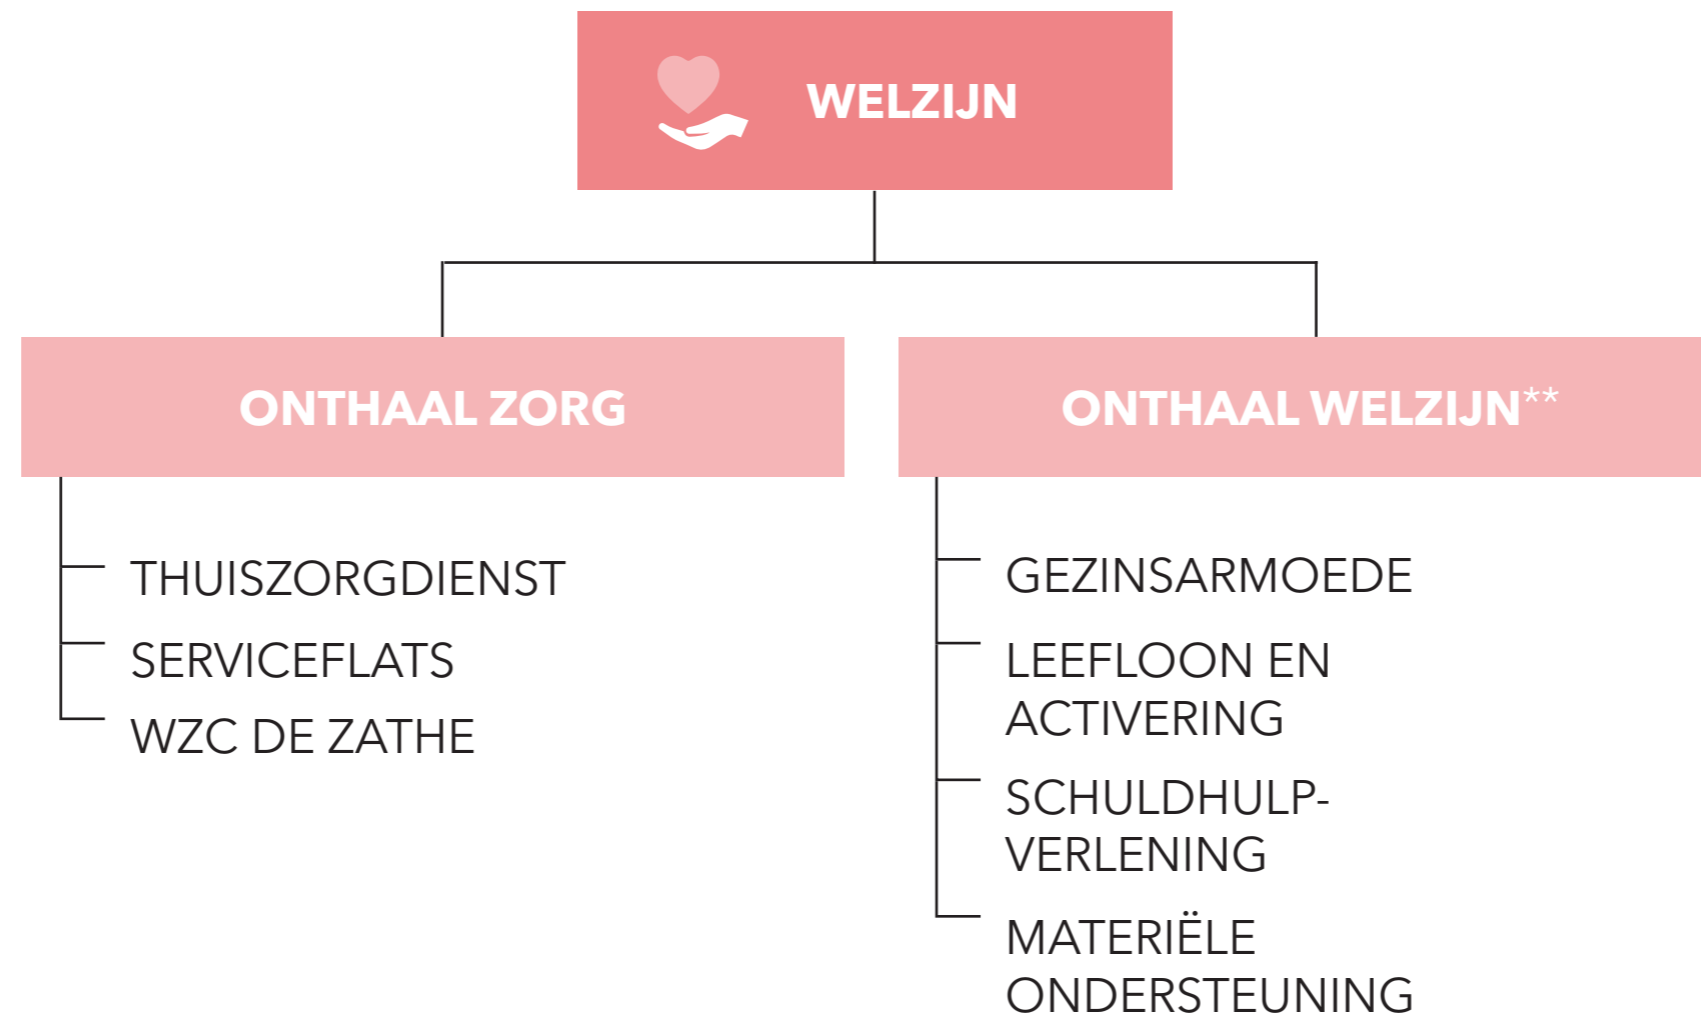 WELZIJN
ONTHAAL ZORG
THUISZORGDIENST
SERVICEFLATS
WZC DE ZATHE
ONTHAAL WELZIJN**
GEZINSARMOEDE
LEEFLOON EN
ACTIVERING
SCHULDHULP-
VERLENING
MATERIËLE
ONDERSTEUNING